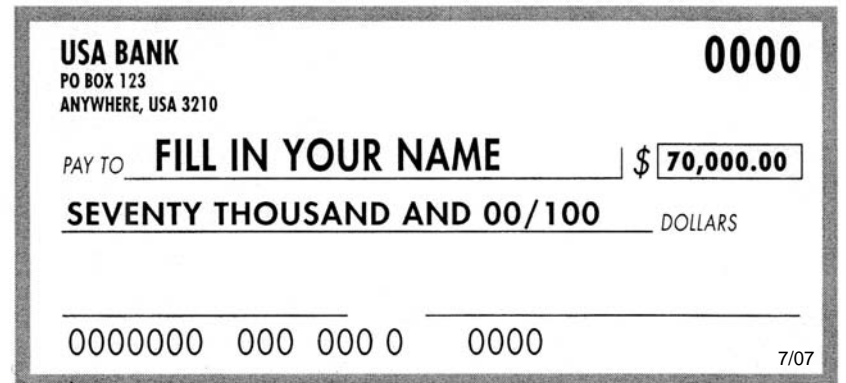 USA BANK 0000
PO BOX 123
ANYWHERE, USA 3210
PAY TO FILL IN YOUR NAME $ 70,000.00
SEVENTY THOUSAND AND 00/100 DOLLARS
0000000 000 000 0 0000
7/07